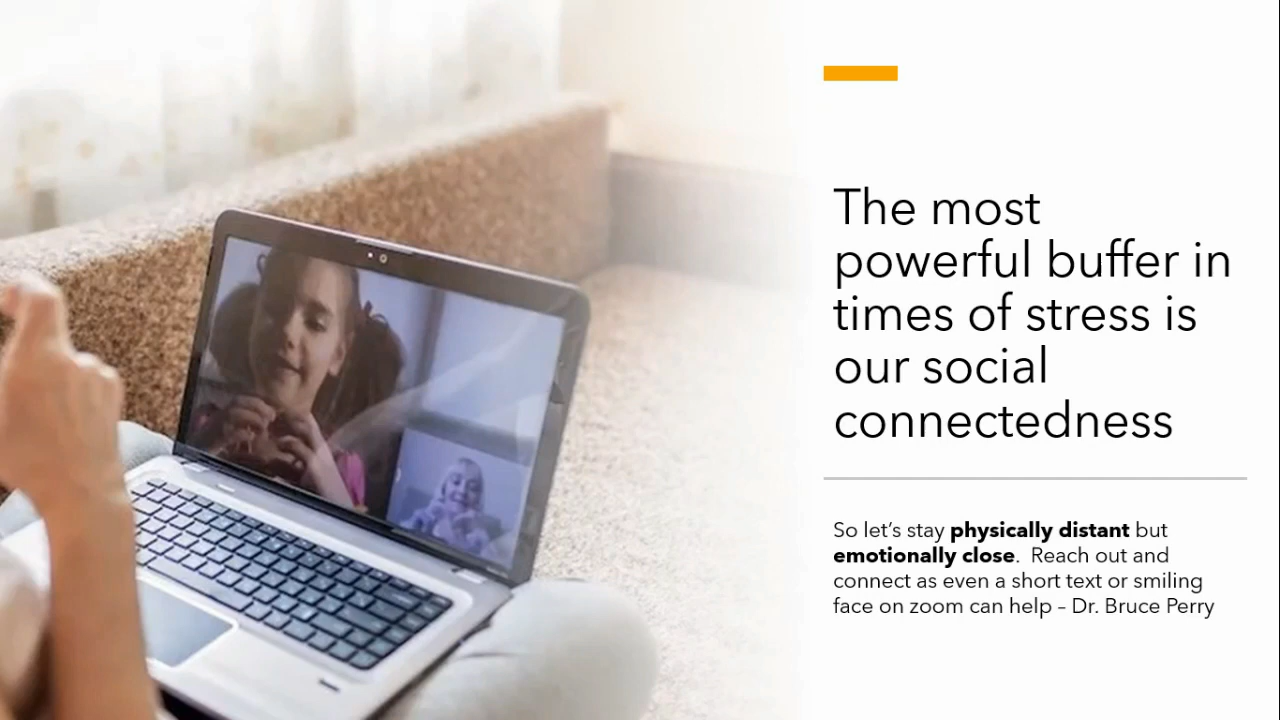 The most
powerful buffer in
times of stress is
our social
connectedness
So let's stay physically distant but
emotionally close.  Reach out and
connect as even a short text or smiling
face on zoom can help – Dr. Bruce Perry